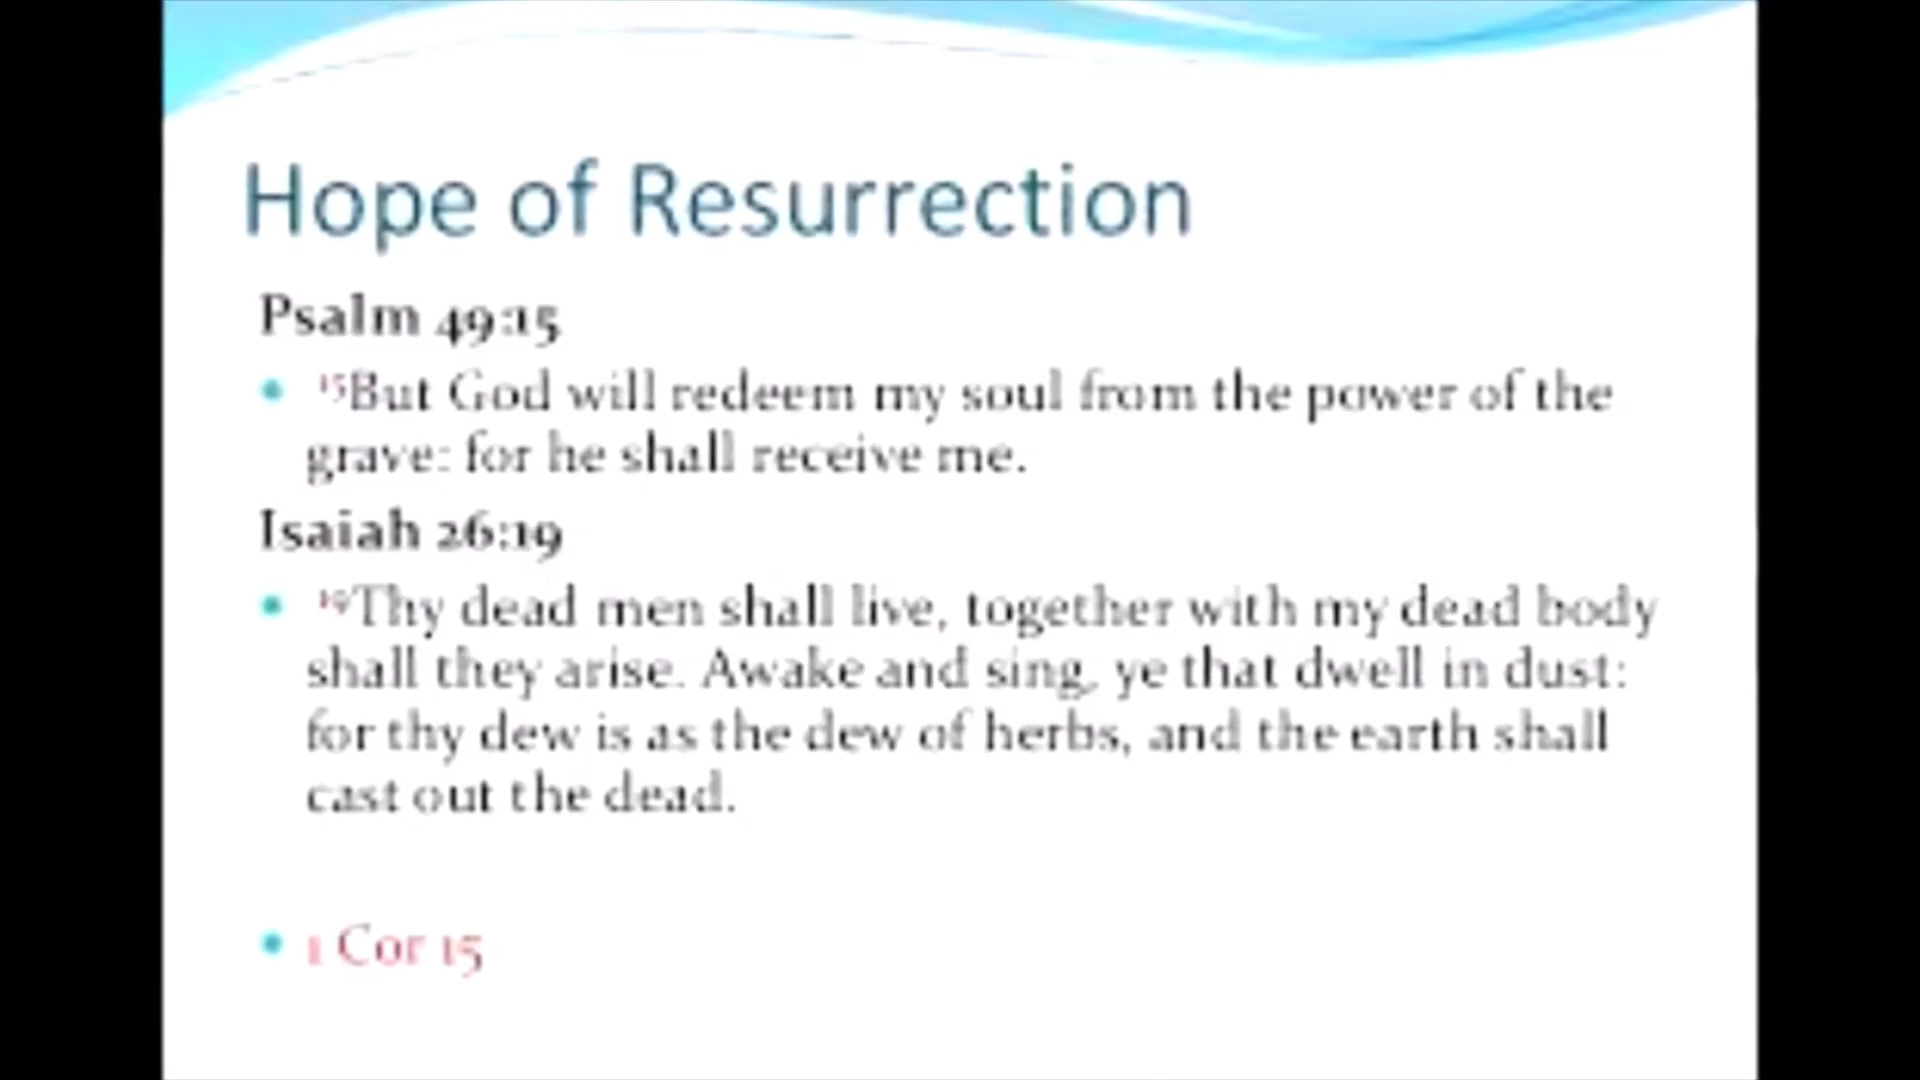 Hope of Resurrection
Psalm 49:15
• 15But God will redeem my soul from the power of the
grave: for he shall receive me.
Isaiah 26:19
• 19Thy dead men shall live, together with my dead body
shall they arise. Awake and sing, ye that dwell in dust:
for thy dew is as the dew of herbs, and the earth shall
cast out the dead.
• 1 Cor 15